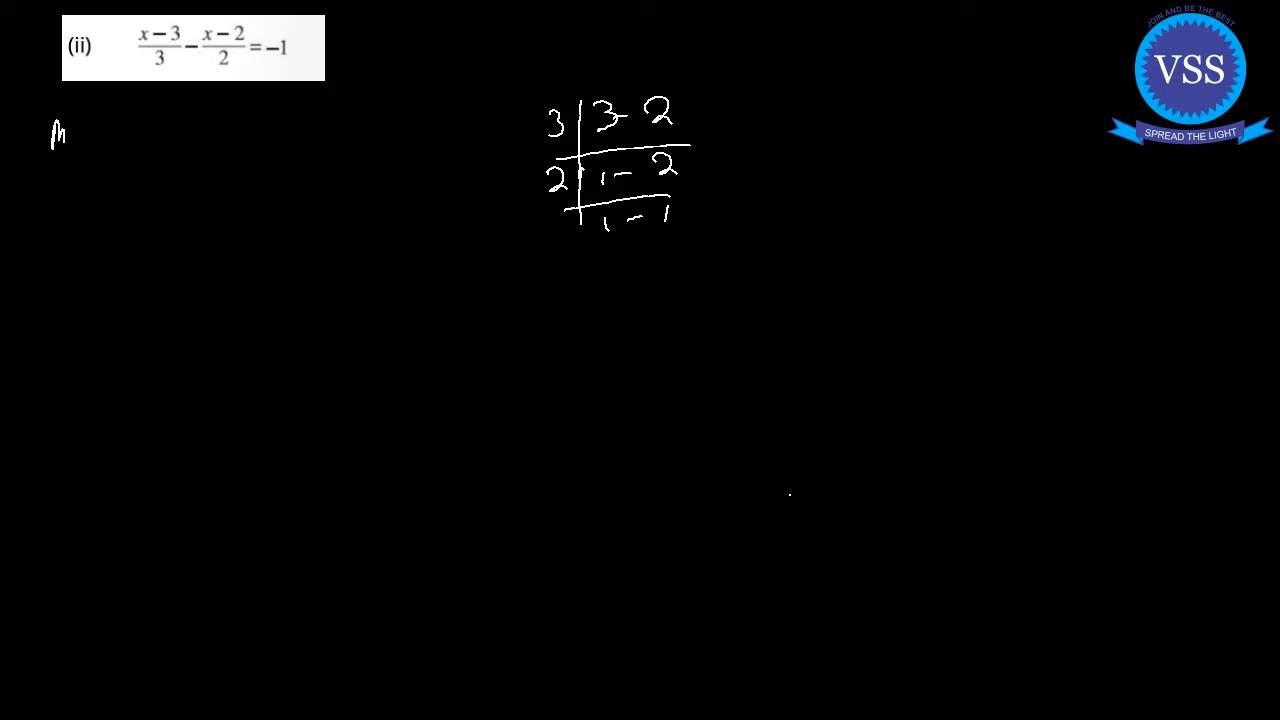 (ii) x − 3 / 3 − x − 2 / 2 = −1
JOIN AND BE THE BEST
VSS
SPREAD THE LIGHT
M
3 | 3 - 2
2 | 1 - 2
1 - 1